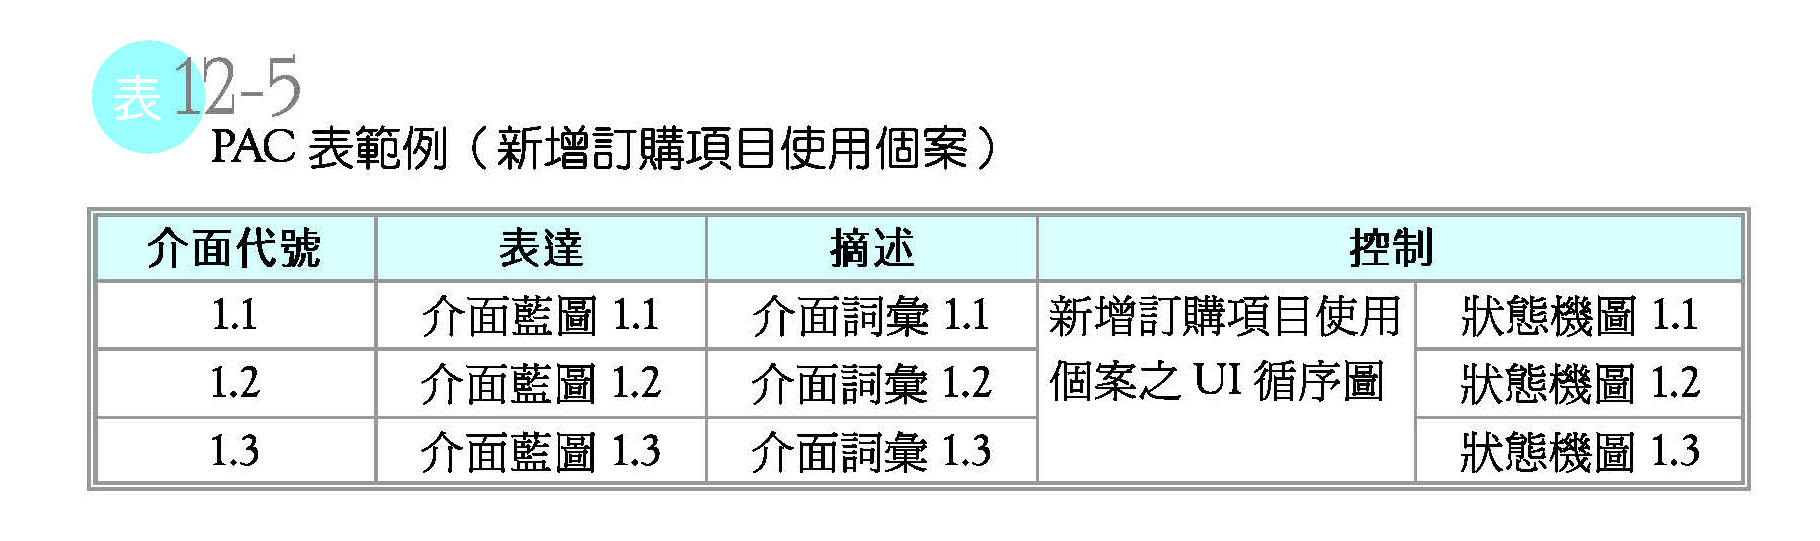 表 12-5
PAC 表範例（新增訂購項目使用個案）
介面代號 表達 摘述 控制
1.1 介面藍圖 1.1 介面詞彙 1.1 新增訂購項目使用 狀態機圖 1.1
1.2 介面藍圖 1.2 介面詞彙 1.2 個案之 UI 循序圖 狀態機圖 1.2
1.3 介面藍圖 1.3 介面詞彙 1.3 狀態機圖 1.3